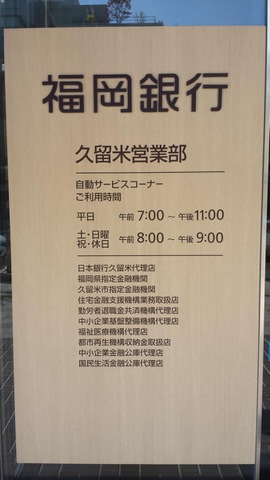 福岡銀行
久留米営業部
自動サービスコーナー
ご利用時間
平日 午前 7:00 ~ 午後 11:00
土・日曜
祝・休日 午前 8:00 ~ 午後 9:00
日本銀行久留米代理店
福岡県指定金融機関
久留米市指定金融機関
住宅金融支援機構業務取扱店
勤労者退職金共済機構代理店
中小企業基盤整備機構代理店
福祉医療機構代理店
都市再生機構収納金取扱店
中小企業金融公庫代理店
国民生活金融公庫代理店